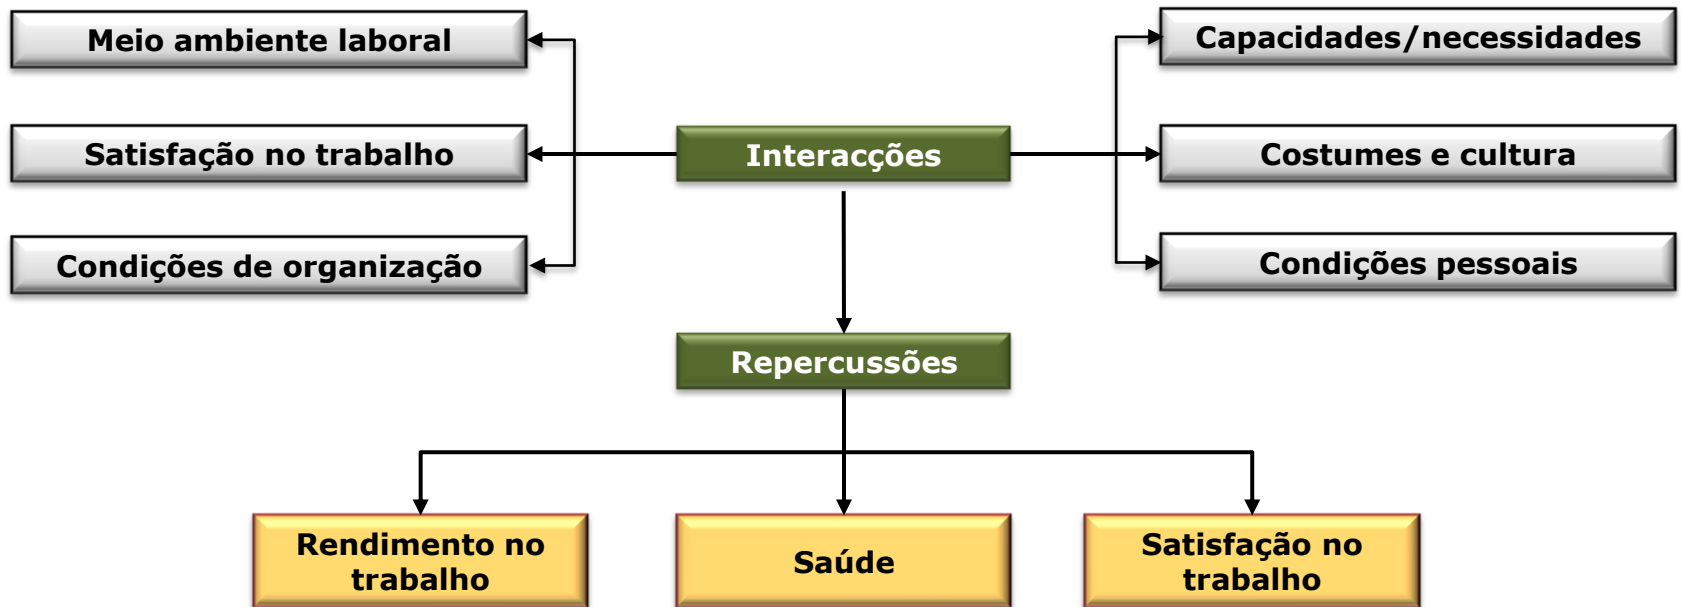 Meio ambiente laboral
Capacidades/necessidades
Satisfação no trabalho
Interacções
Costumes e cultura
Condições de organização
Condições pessoais
Repercussões
Rendimento no
trabalho
Saúde
Satisfação no
trabalho